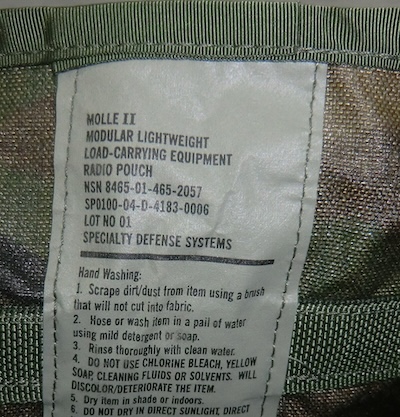 MOLLE II
MODULAR LIGHTWEIGHT
LOAD-CARRYING EQUIPMENT
RADIO POUCH
NSN 8465-01-465-2057
SP0100-04-D-4183-0006
LOT NO 01
SPECIALTY DEFENSE SYSTEMS
Hand Washing:
1. Scrape dirt/dust from item using a brush
that will not cut into fabric.
2. Hose or wash item in a pail of water
using mild detergent or soap.
3. Rinse thoroughly with clean water.
4. DO NOT USE CHLORINE BLEACH, YELLOW
SOAP, CLEANING FLUIDS OR SOLVENTS. WILL
DISCOLOR/DETERIORATE THE ITEM.
5. Dry item in shade or indoors.
6. DO NOT DRY IN DIRECT SUNLIGHT, DIRECT